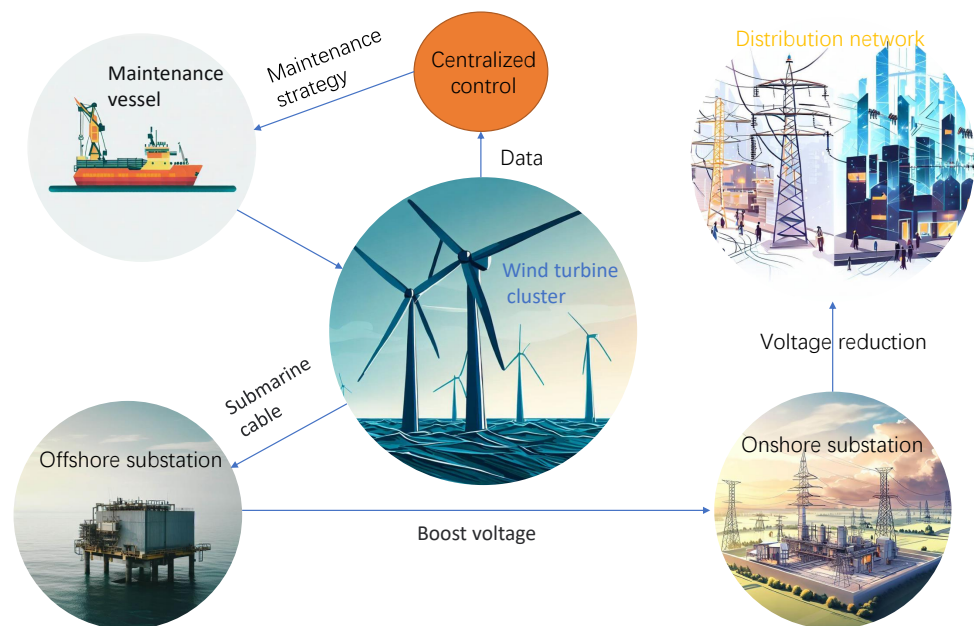 Maintenance
vessel
Maintenance
strategy
Centralized
control
Distribution network
Data
Wind turbine
cluster
Voltage reduction
Submarine
cable
Offshore substation
Onshore substation
Boost voltage